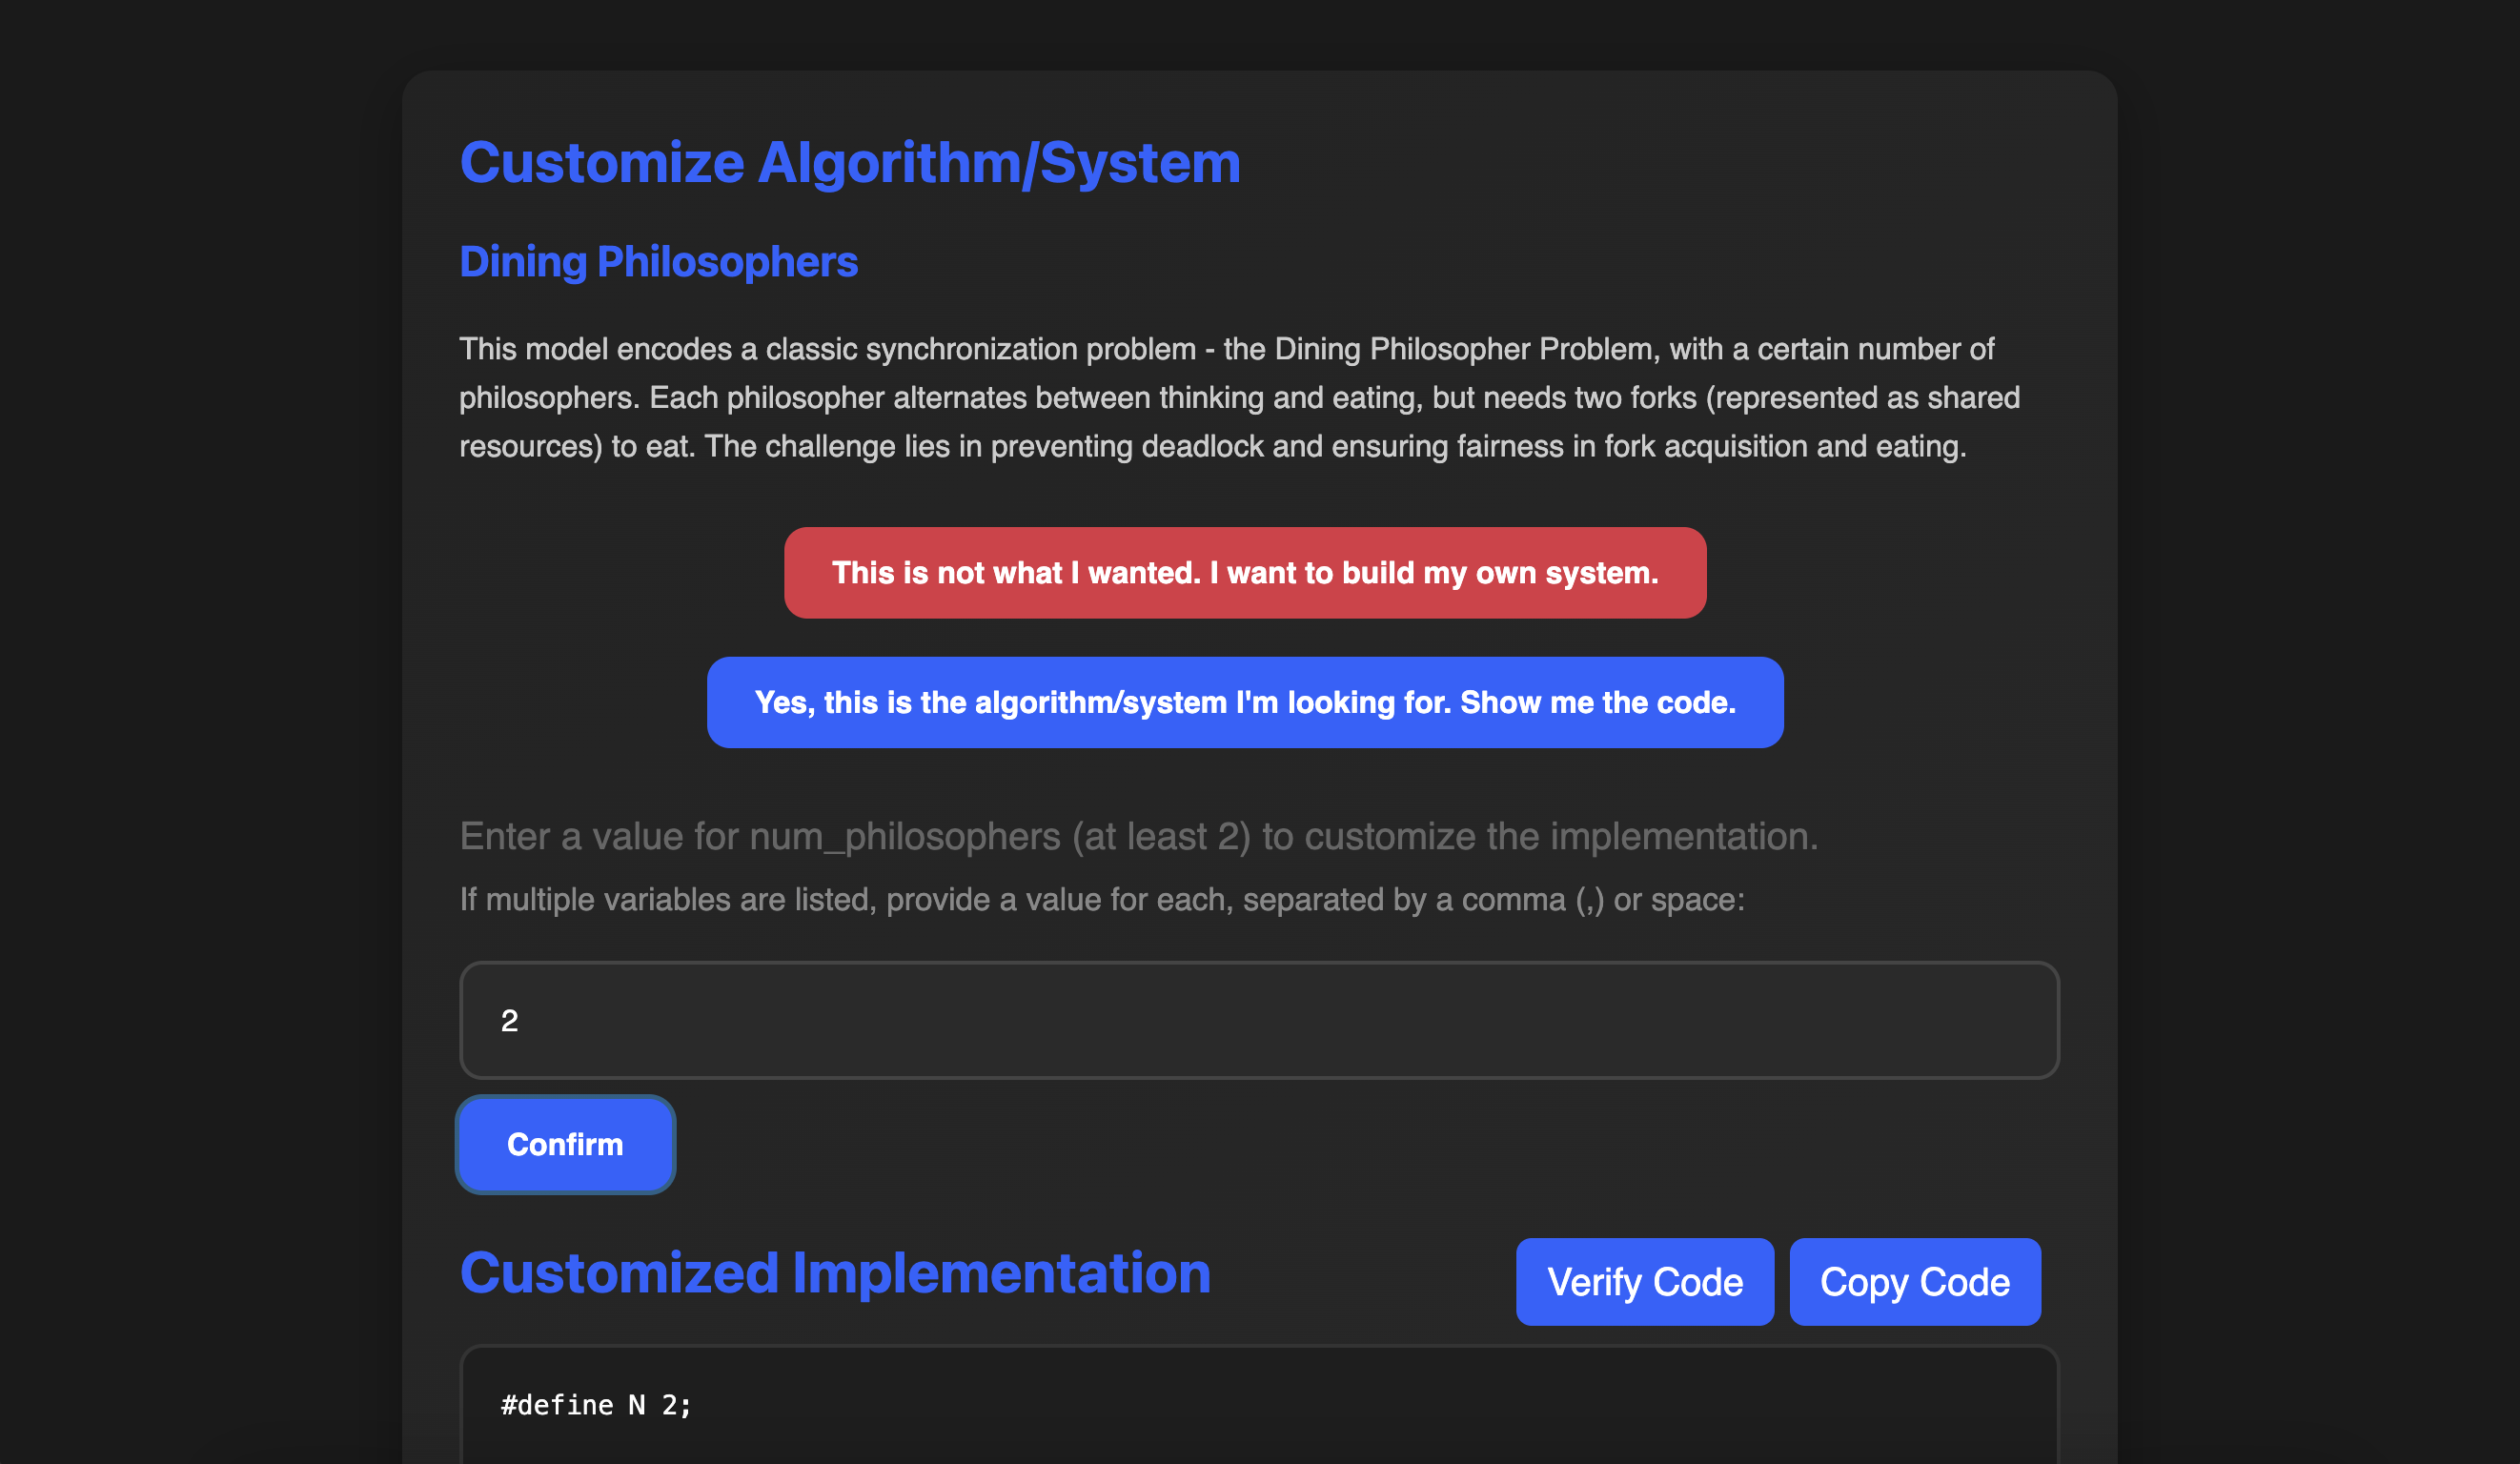 Customize Algorithm/System
Dining Philosophers
This model encodes a classic synchronization problem - the Dining Philosopher Problem, with a certain number of
philosophers. Each philosopher alternates between thinking and eating, but needs two forks (represented as shared
resources) to eat. The challenge lies in preventing deadlock and ensuring fairness in fork acquisition and eating.
This is not what I wanted. I want to build my own system.
Yes, this is the algorithm/system I'm looking for. Show me the code.
Enter a value for num_philosophers (at least 2) to customize the implementation.
If multiple variables are listed, provide a value for each, separated by a comma (,) or space:
2
Confirm
Customized Implementation
Verify Code
Copy Code
#define N 2;